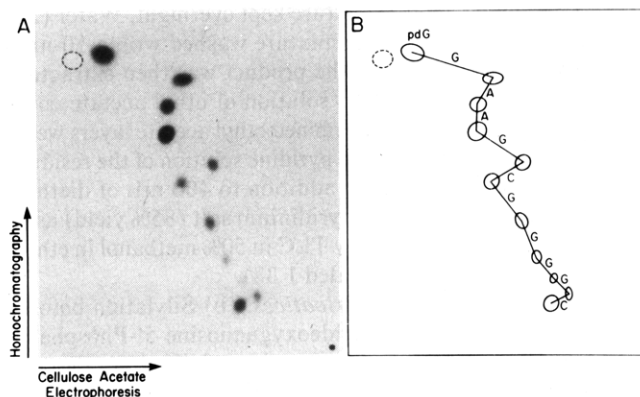 A
B
pdG
G
A
A
G
C
G
G
G
G
C
Homochromatography
Cellulose Acetate
Electrophoresis